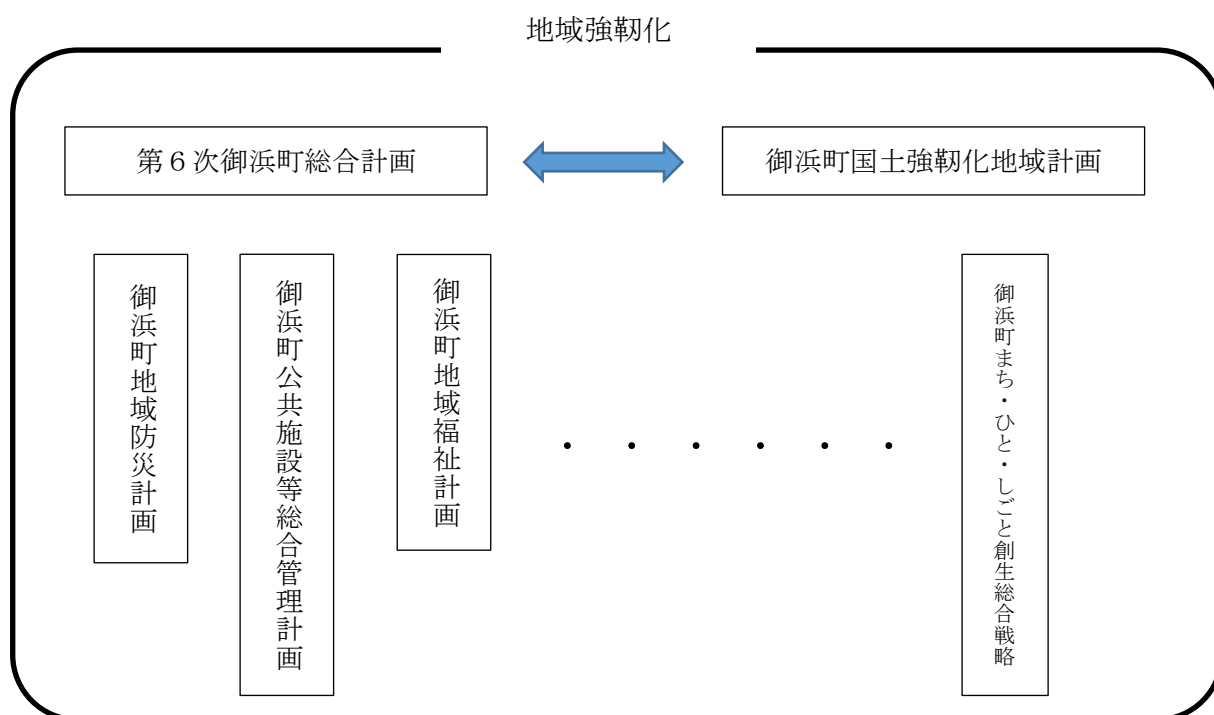 地域強靭化
第６次御浜町総合計画
御浜町国土強靭化地域計画
御浜町地域防災計画
御浜町公共施設等総合管理計画
御浜町地域福祉計画
・ ・ ・ ・ ・ ・
御浜町まち・ひと・しごと創生総合戦略